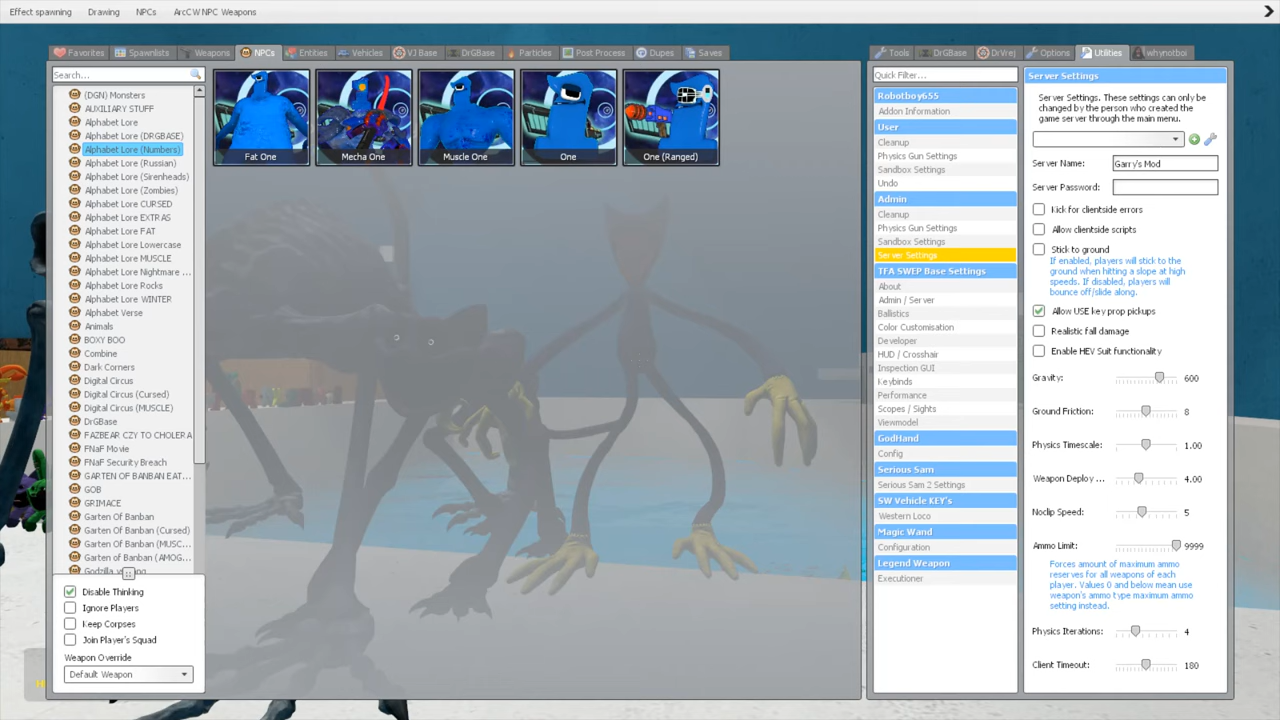 Effect spawning Drawing NPCs ArcCW NPC Weapons
Favorites Spawnlists Weapons NPCs Entities Vehicles VJ Base DrGBase Particles Post Process Dupes Saves
Search...
(DGN) Monsters
AUXILIARY STUFF
Alphabet Lore
Alphabet Lore (DRGBASE)
Alphabet Lore (Numbers)
Alphabet Lore (Russian)
Alphabet Lore (Sirenheads)
Alphabet Lore (Zombies)
Alphabet Lore CURSED
Alphabet Lore EXTRAS
Alphabet Lore FAT
Alphabet Lore Lowercase
Alphabet Lore MUSCLE
Alphabet Lore Nightmare ...
Alphabet Lore Rocks
Alphabet Lore WINTER
Alphabet Verse
Animals
BOXY BOO
Combine
Dark Corners
Digital Circus
Digital Circus (Cursed)
Digital Circus (MUSCLE)
DrGBase
FAZBEAR CZY TO CHOLERA
FNaF Movie
FNaF Security Breach
GARTEN OF BANBAN EAT...
GOB
GRIMACE
Garten Of Banban
Garten Of Banban (Cursed)
Garten Of Banban (MUSC...
Garten of Banban (AMOG...
Disable Thinking
Ignore Players
Keep Corpses
Join Player's Squad
Weapon Override
Default Weapon
Fat One
Mecha One
Muscle One
One
One (Ranged)
Tools DrGBase DrVrej Options Utilities whynotboi
Quick Filter...
Robotboy655
Addon Information
User
Cleanup
Physics Gun Settings
Sandbox Settings
Undo
Admin
Cleanup
Physics Gun Settings
Sandbox Settings
Server Settings
TFA SWEP Base Settings
About
Admin / Server
Ballistics
Color Customisation
Developer
HUD / Crosshair
Inspection GUI
Keybinds
Performance
Scopes / Sights
Viewmodel
GodHand
Config
Serious Sam
Serious Sam 2 Settings
SW Vehicle KEY's
Western Loco
Magic Wand
Configuration
Legend Weapon
Executioner
Server Settings
Server Settings. These settings can only be
changed by the person who created the
game server through the main menu.
Server Name: Garry's Mod
Server Password:
Kick for clientside errors
Allow clientside scripts
Stick to ground
If enabled, players will stick to the
ground when hitting a slope at high
speeds. If disabled, players will
bounce off/slide along.
Allow USE key prop pickups
Realistic fall damage
Enable HEV Suit functionality
Gravity: 600
Ground Friction: 8
Physics Timescale: 1.00
Weapon Deploy ... 4.00
Noclip Speed: 5
Ammo Limit: 9999
Forces amount of maximum ammo
reserves for all weapons of each
player. Values 0 and below mean use
weapon's ammo type maximum ammo
setting instead.
Physics Iterations: 4
Client Timeout: 180